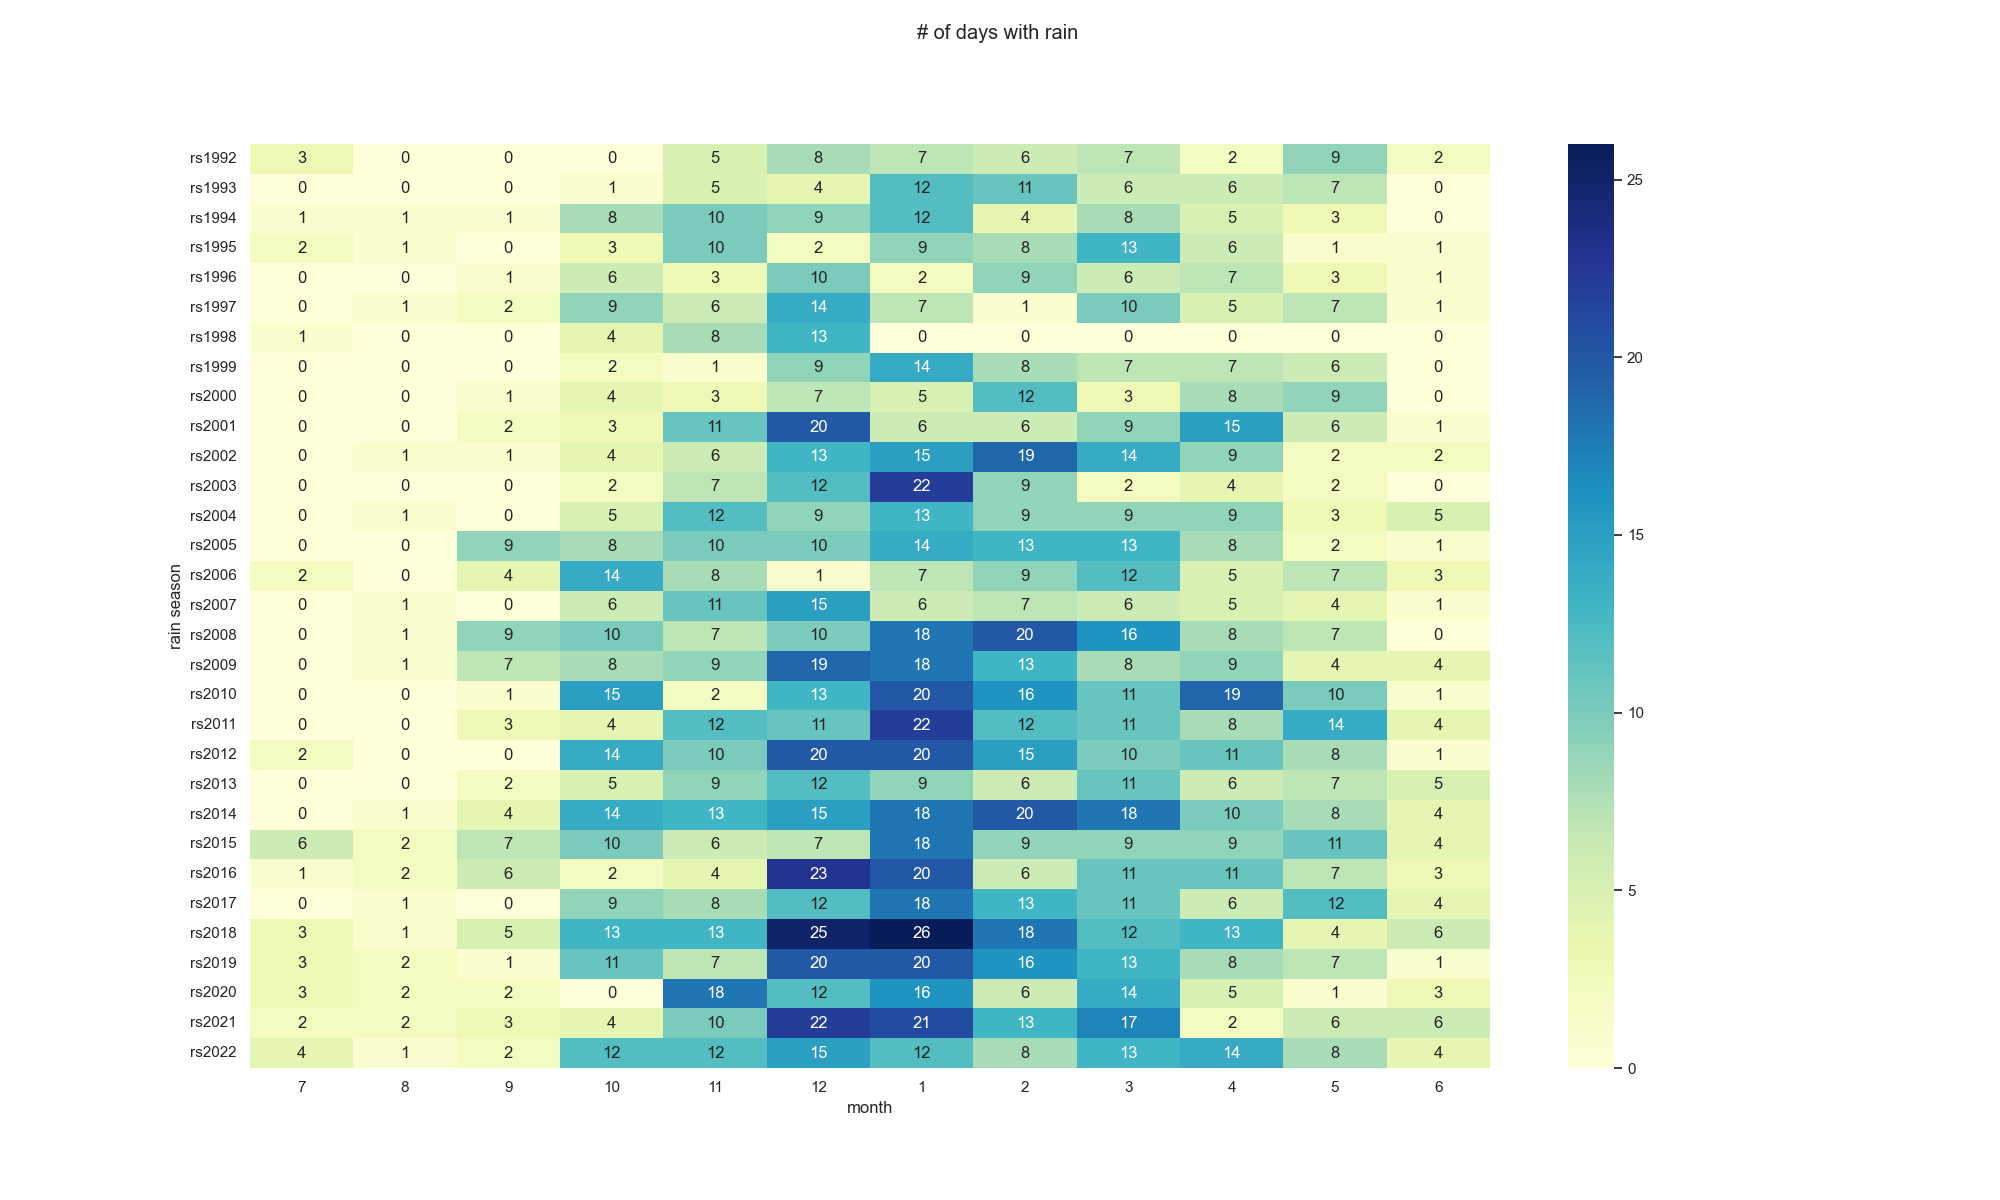 # of days with rain
rs1992 3 0 0 0 5 8 7 6 7 2 9 2
rs1993 0 0 0 1 5 4 12 11 6 6 7 0
rs1994 1 1 1 8 10 9 12 4 8 5 3 0
rs1995 2 1 0 3 10 2 9 8 13 6 1 1
rs1996 0 0 1 6 3 10 2 9 6 7 3 1
rs1997 0 1 2 9 6 14 7 1 10 5 7 1
rs1998 1 0 0 4 8 13 0 0 0 0 0 0
rs1999 0 0 0 2 1 9 14 8 7 7 6 0
rs2000 0 0 1 4 3 7 5 12 3 8 9 0
rs2001 0 0 2 3 11 20 6 6 9 15 6 1
rs2002 0 1 1 4 6 13 15 19 14 9 2 2
rs2003 0 0 0 2 7 12 22 9 2 4 2 0
rs2004 0 1 0 5 12 9 13 9 9 9 3 5
rs2005 0 0 9 8 10 10 14 13 13 8 2 1
rs2006 2 0 4 14 8 1 7 9 12 5 7 3
rs2007 0 1 0 6 11 15 6 7 6 5 4 1
rs2008 0 1 9 10 7 10 18 20 16 8 7 0
rs2009 0 1 7 8 9 19 18 13 8 9 4 4
rs2010 0 0 1 15 2 13 20 16 11 19 10 1
rs2011 0 0 3 4 12 11 22 12 11 8 14 4
rs2012 2 0 0 14 10 20 20 15 10 11 8 1
rs2013 0 0 2 5 9 12 9 6 11 6 7 5
rs2014 0 1 4 14 13 15 18 20 18 10 8 4
rs2015 6 2 7 10 6 7 18 9 9 9 11 4
rs2016 1 2 6 2 4 23 20 6 11 11 7 3
rs2017 0 1 0 9 8 12 18 13 11 6 12 4
rs2018 3 1 5 13 13 25 26 18 12 13 4 6
rs2019 3 2 1 11 7 20 20 16 13 8 7 1
rs2020 3 2 2 0 18 12 16 6 14 5 1 3
rs2021 2 2 3 4 10 22 21 13 17 2 6 6
rs2022 4 1 2 12 12 15 12 8 13 14 8 4
7 8 9 10 11 12 1 2 3 4 5 6
month
rain season
25
20
15
10
5
0